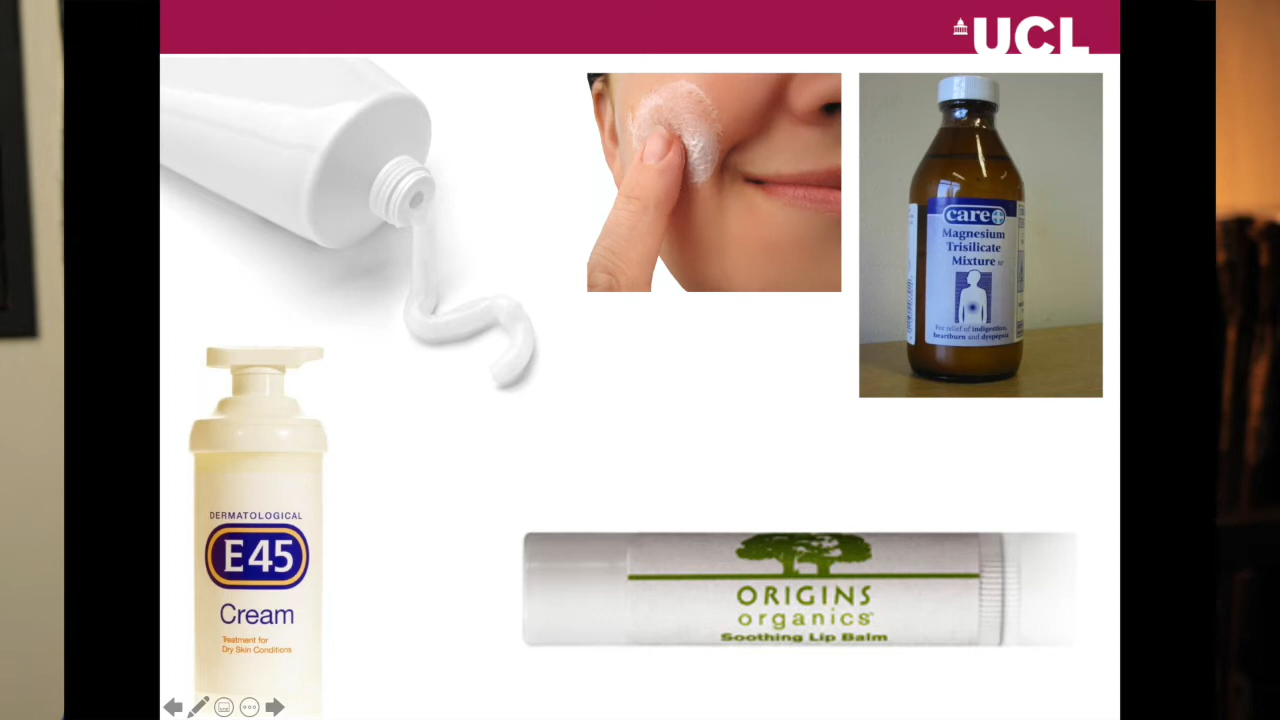 UCL
care
Magnesium
Trisilicate
Mixture BP
For relief of indigestion,
heartburn and dyspepsia
DERMATOLOGICAL
E45
Cream
Treatment for
Dry Skin Conditions
ORIGINS
organics
Soothing Lip Balm